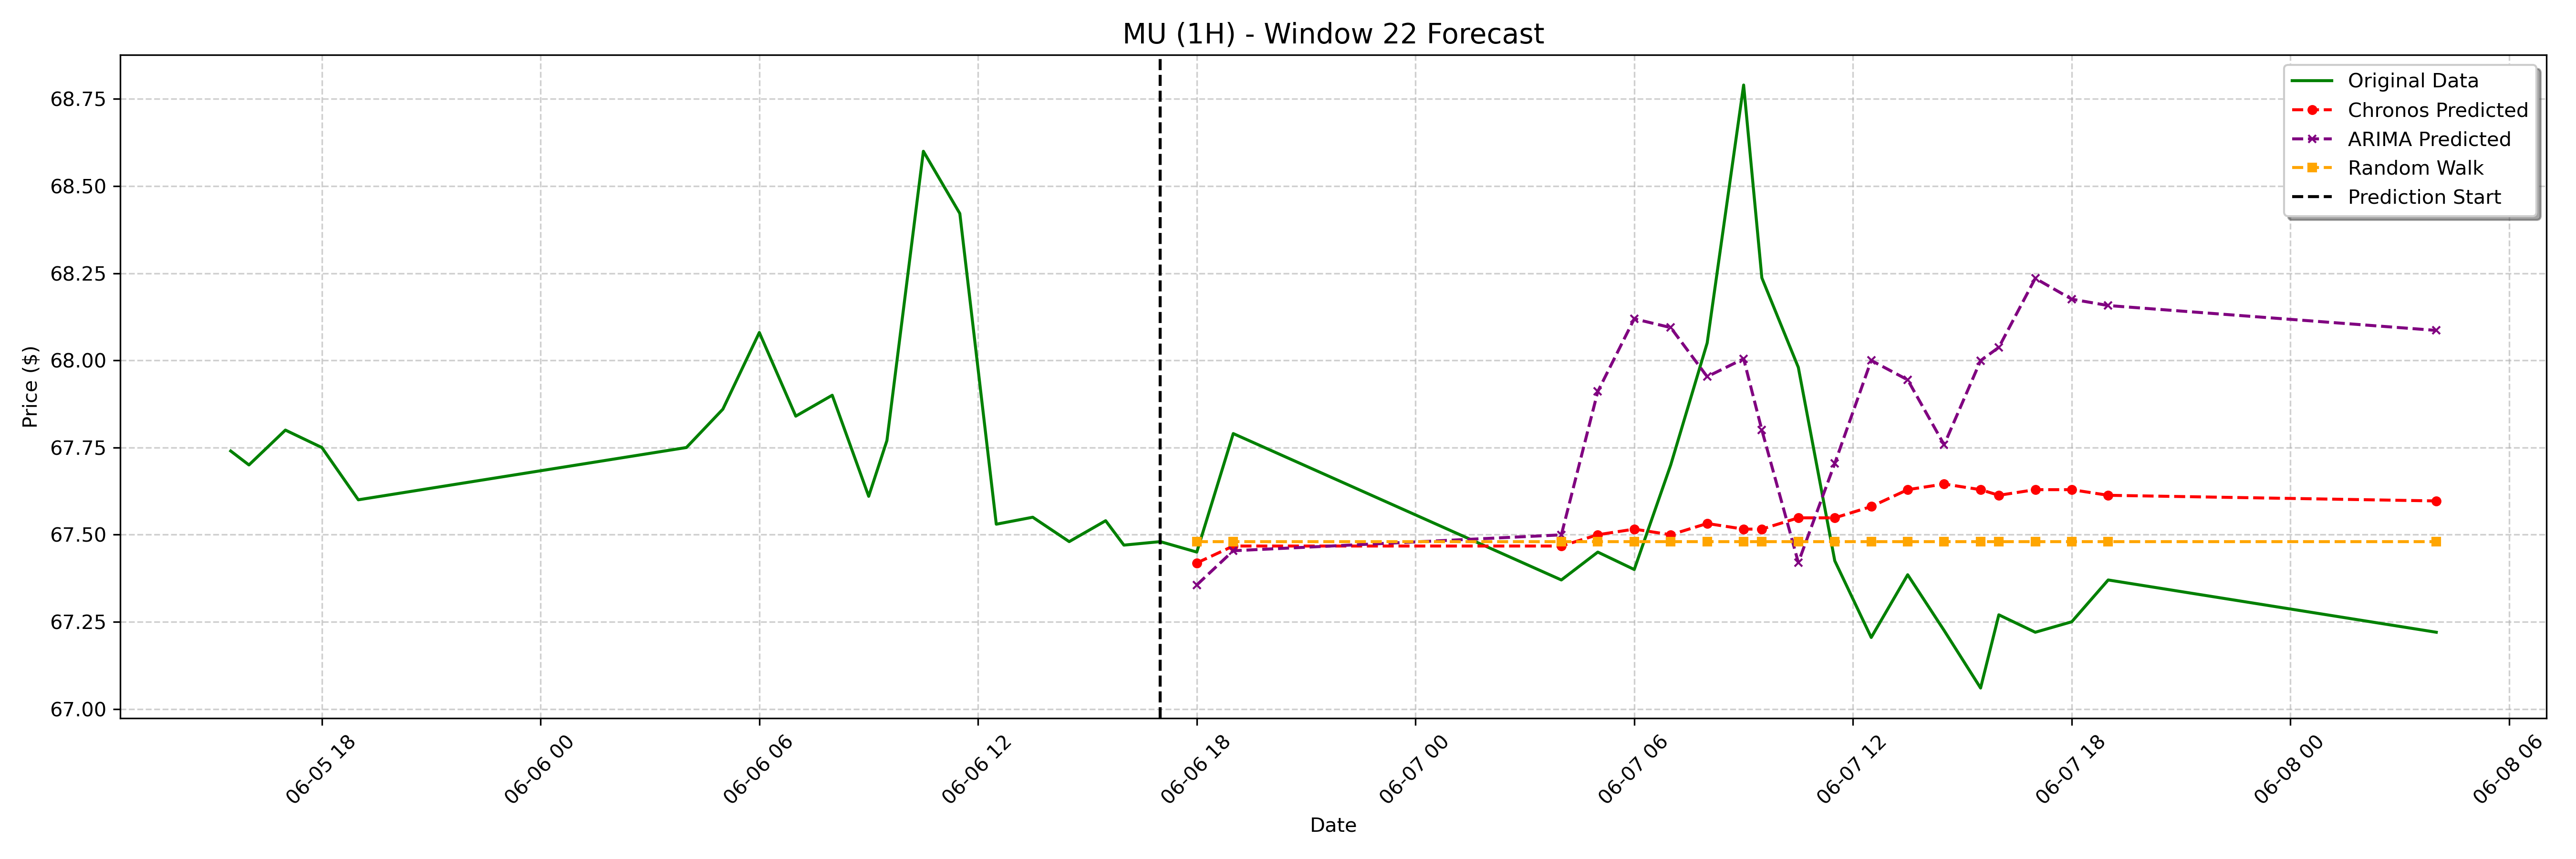 MU (1H) - Window 22 Forecast
Original Data
Chronos Predicted
ARIMA Predicted
Random Walk
Prediction Start
Price ($)
68.75
68.50
68.25
68.00
67.75
67.50
67.25
67.00
06-05 18
06-06 00
06-06 06
06-06 12
06-06 18
06-07 00
06-07 06
06-07 12
06-07 18
06-08 00
06-08 06
Date